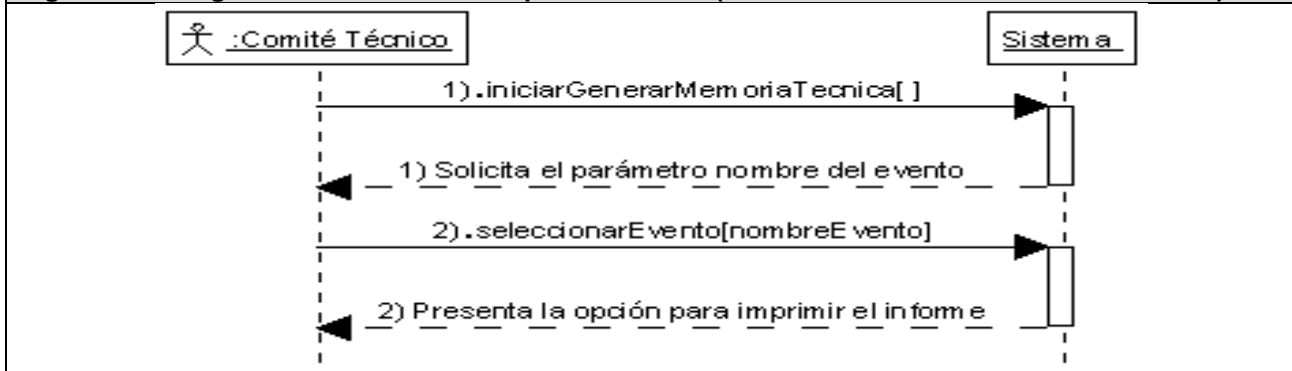 :Comité Técnico
Sistema
1).iniciarGenerarMemoriaTecnica[ ]
1) Solicita el parámetro nombre del evento
2).seleccionarEvento[nombreEvento]
2) Presenta la opción para imprimir el informe